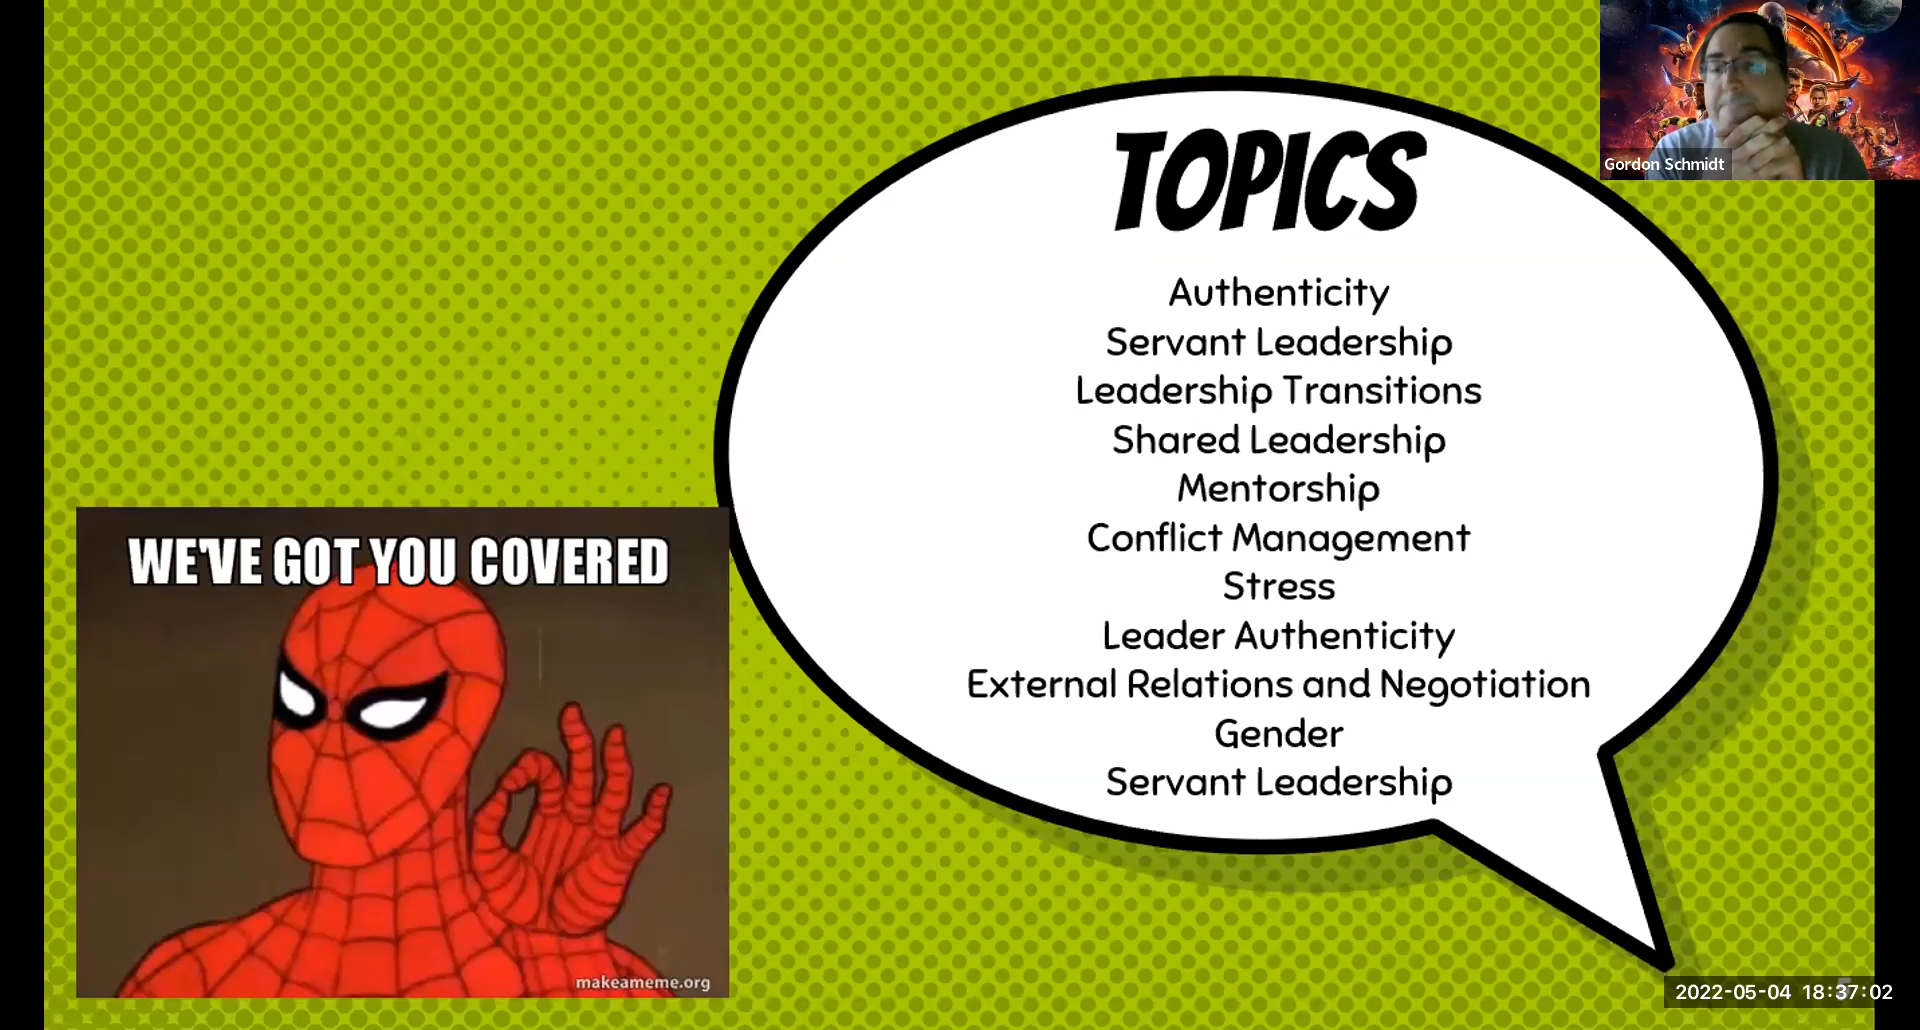 Gordon Schmidt
TOPICS
Authenticity
Servant Leadership
Leadership Transitions
Shared Leadership
Mentorship
Conflict Management
Stress
Leader Authenticity
External Relations and Negotiation
Gender
Servant Leadership
WE'VE GOT YOU COVERED
makeameme.org
2022-05-04 18:37:02